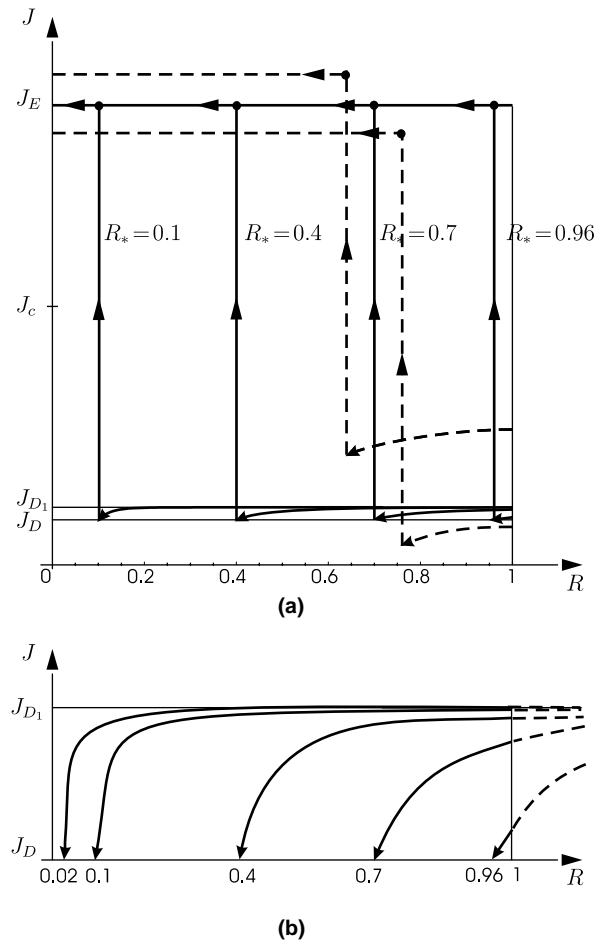 J
J_E
R_* = 0.1
R_* = 0.4
R_* = 0.7
R_* = 0.96
J_c
J_{D_1}
J_D
0
0.2
0.4
0.6
0.8
1
R
(a)
J
J_{D_1}
J_D
0.02
0.1
0.4
0.7
0.96
1
R
(b)